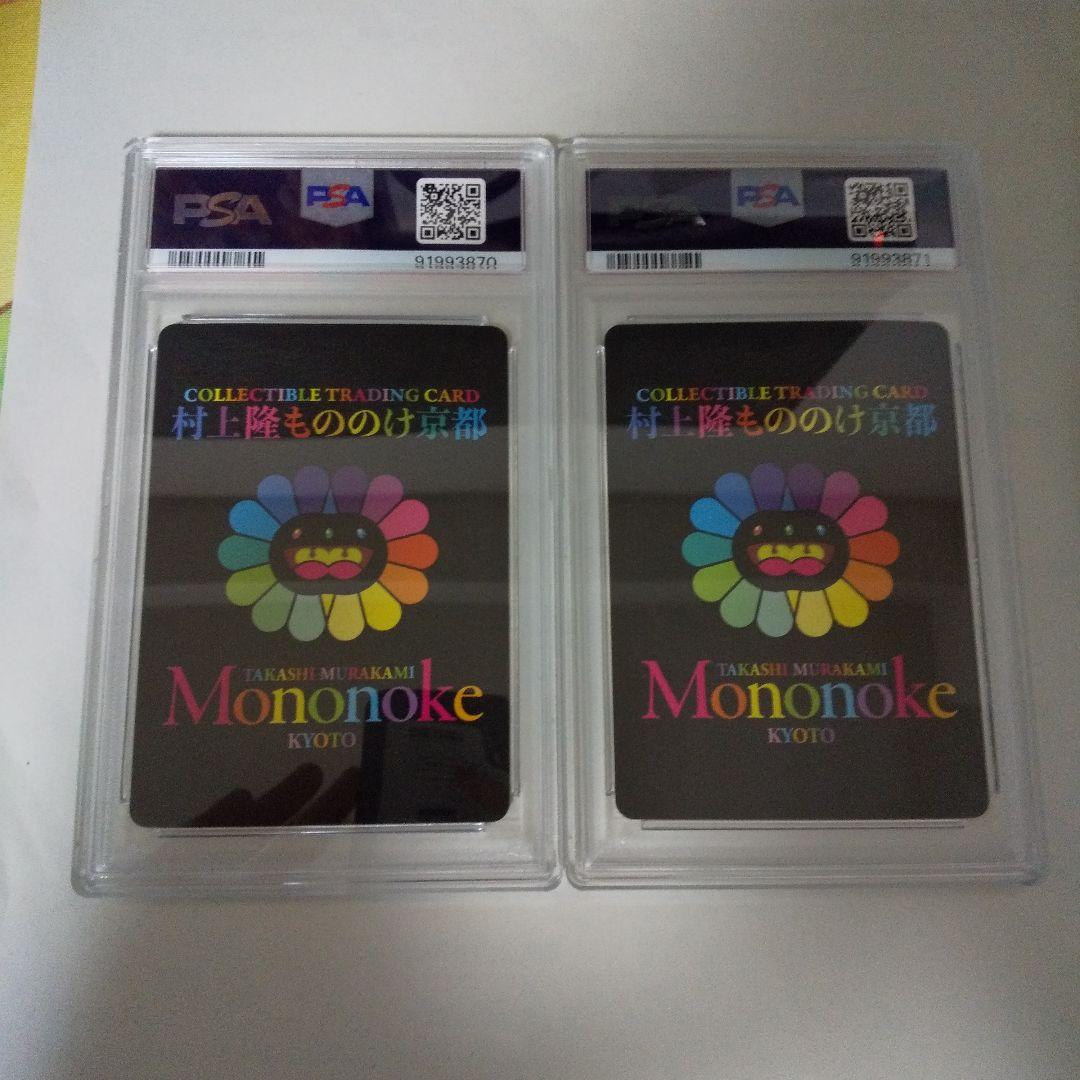 PSA
PSA
91993870
COLLECTIBLE TRADING CARD
村上隆もののけ京都
TAKASHI MURAKAMI
Mononoke
KYOTO
PSA
PSA
91993871
COLLECTIBLE TRADING CARD
村上隆もののけ京都
TAKASHI MURAKAMI
Mononoke
KYOTO